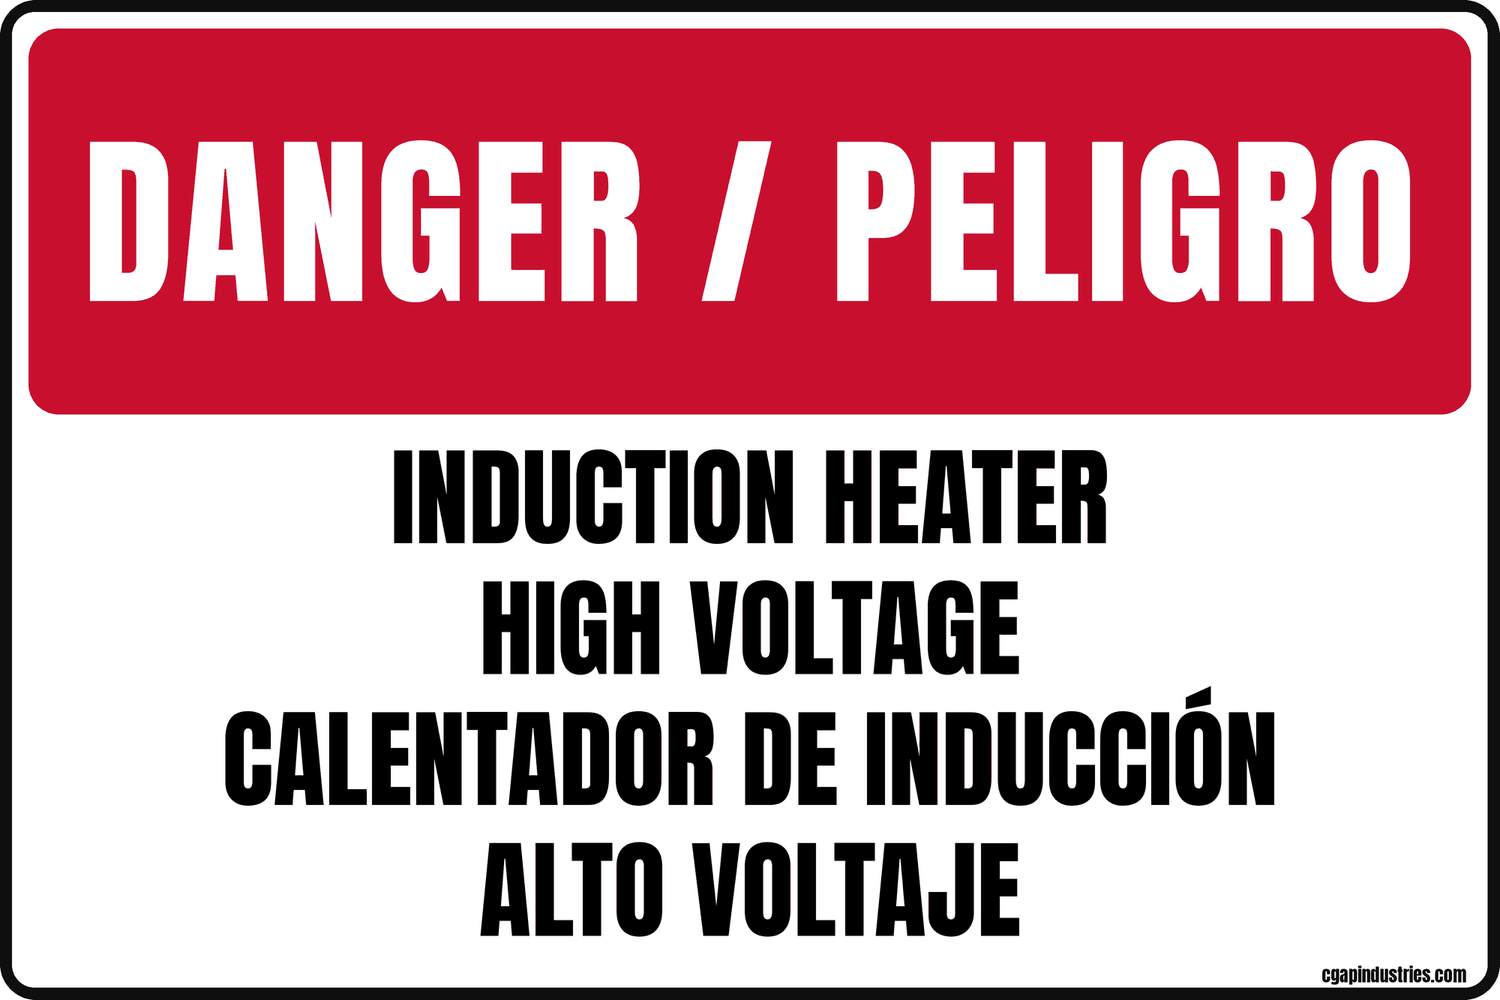 DANGER / PELIGRO
INDUCTION HEATER
HIGH VOLTAGE
CALENTADOR DE INDUCCIÓN
ALTO VOLTAJE
cgapindustries.com